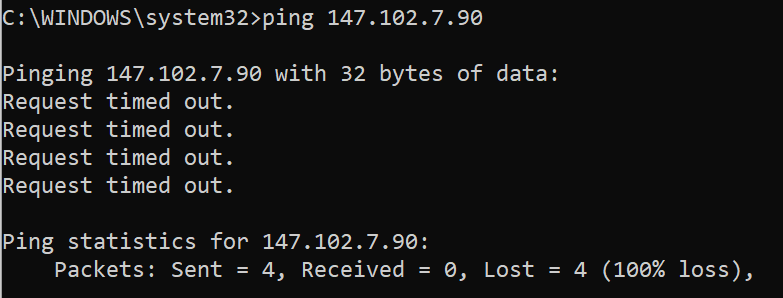 C:\WINDOWS\system32>ping 147.102.7.90
Pinging 147.102.7.90 with 32 bytes of data:
Request timed out.
Request timed out.
Request timed out.
Request timed out.
Ping statistics for 147.102.7.90:
    Packets: Sent = 4, Received = 0, Lost = 4 (100% loss),